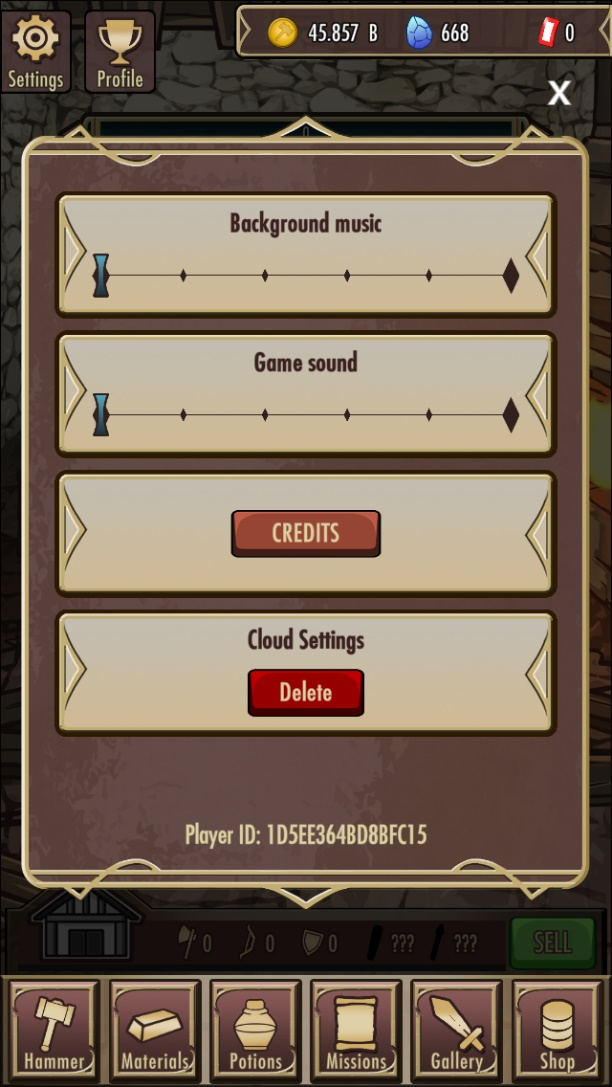 Settings
Profile
45.857 B
668
0
X
0
Background music
Game sound
CREDITS
Cloud Settings
Delete
Player ID: 1D5EE364BD8BFC15
0
0
0
???
???
SELL
Hammer
Materials
Potions
Missions
Gallery
Shop